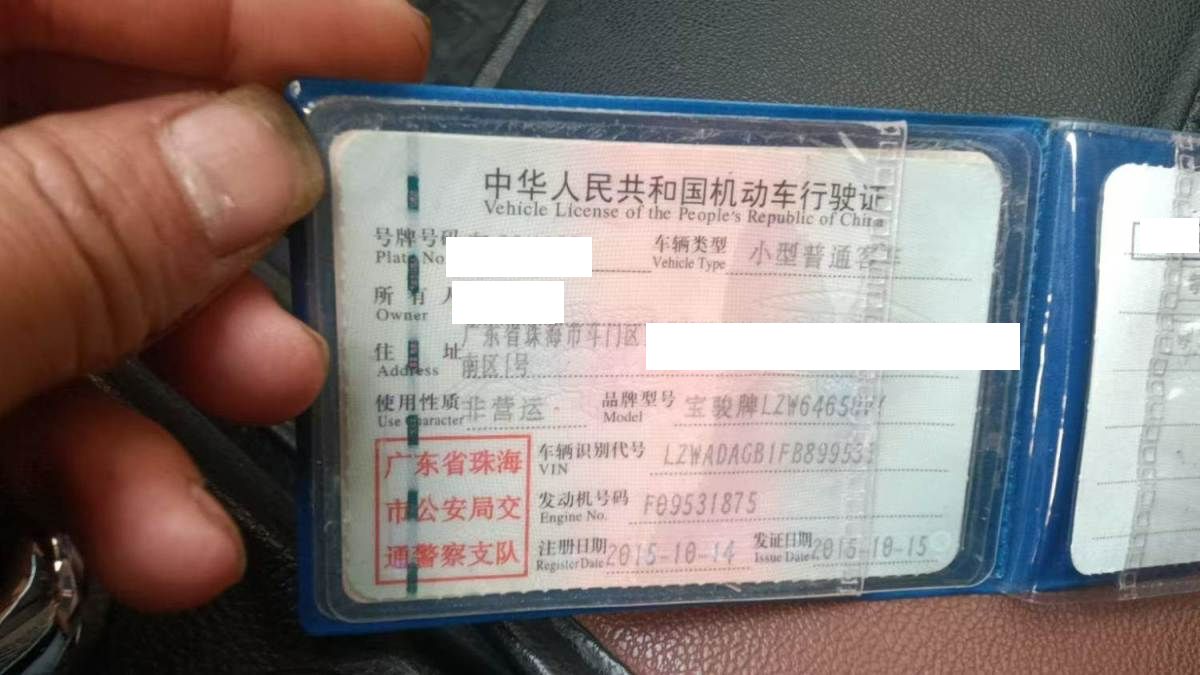 中华人民共和国机动车行驶证
Vehicle License of the People's Republic of China
号牌号码
Plate No.
车辆类型 小型普通客车
Vehicle Type
所有人
Owner
住址 广东省珠海市斗门区
Address 南区1号
使用性质 非营运
Use Character
品牌型号 宝骏牌
Model
广东省珠海
市公安局交
通警察支队
车辆识别代号
VIN
发动机号码 F09531875
Engine No.
注册日期 2015-10-14
Register Date
发证日期 2015-10-15
Issue Date